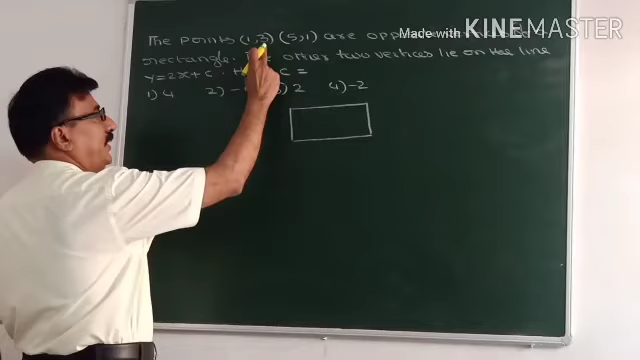 Made with KINEMASTER
The points (1,3) (5,1) are
rectangle. other two vertices lie on the line
y=2x+c. c =
1) 4 2) - 2 4) -2